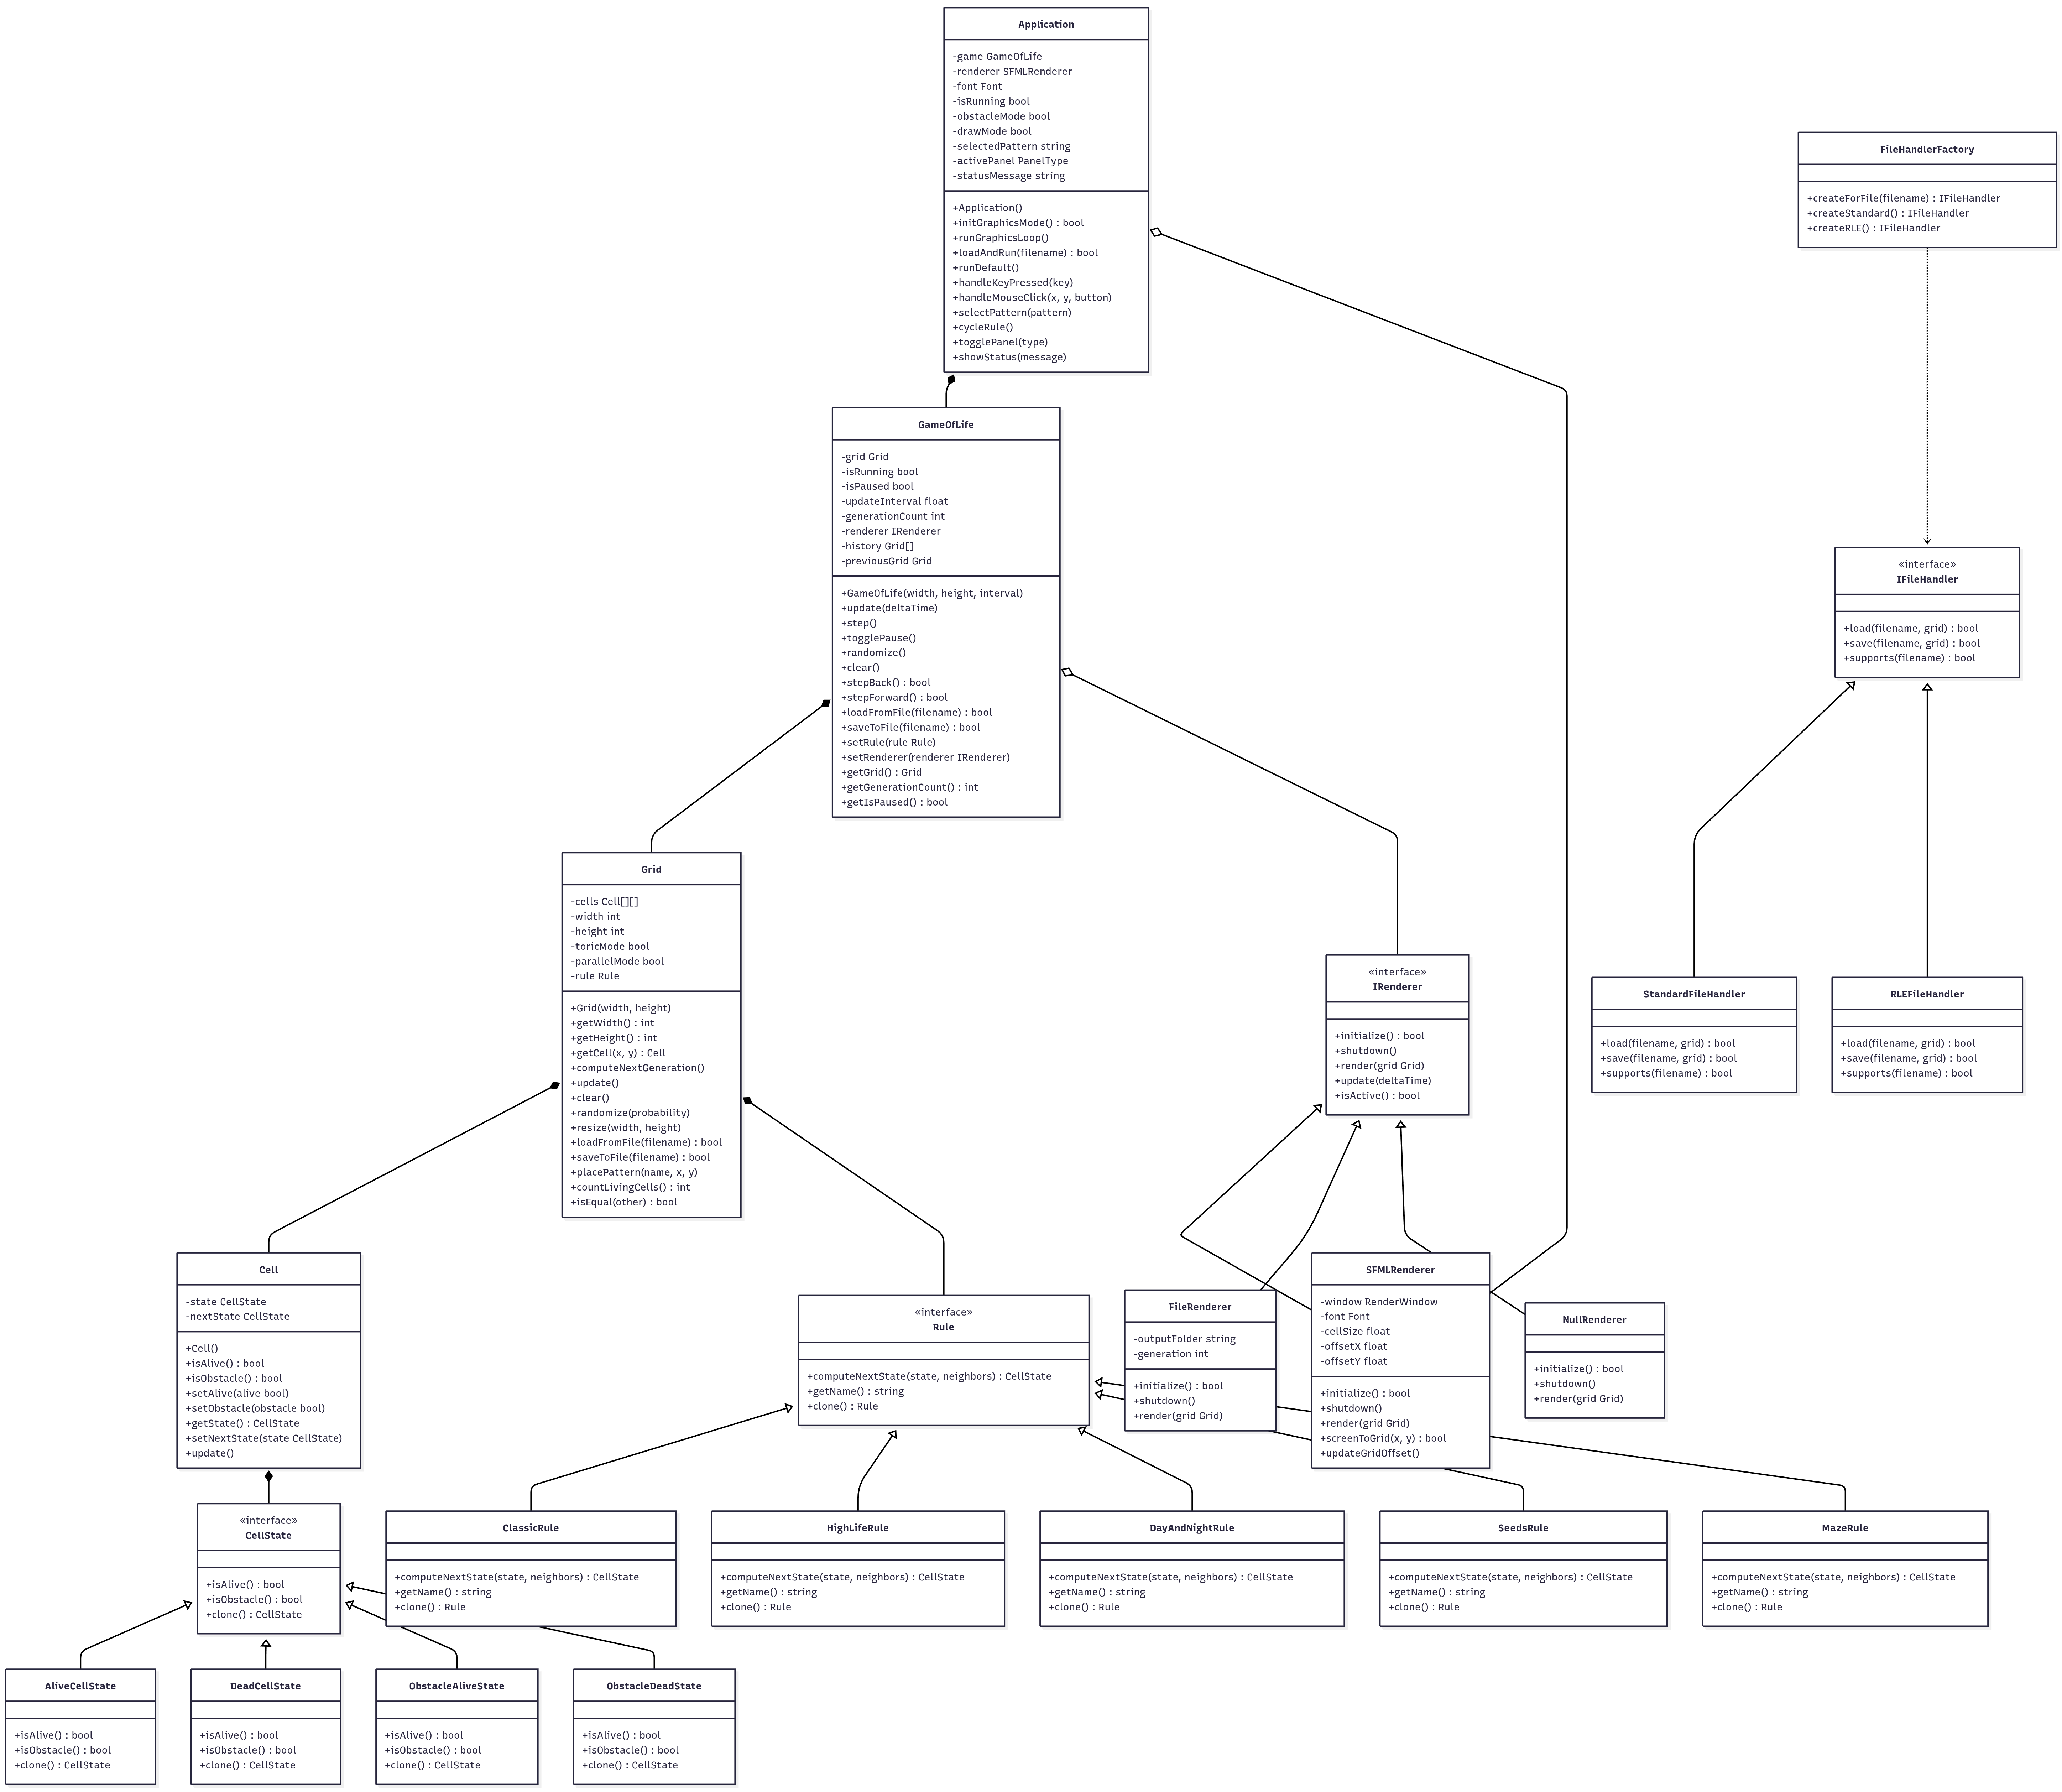 Application
-game GameOfLife
-renderer SFMLRenderer
-font Font
-isRunning bool
-obstacleMode bool
-drawMode bool
-selectedPattern string
-activePanel PanelType
-statusMessage string
+Application()
+initGraphicsMode() : bool
+runGraphicsLoop()
+loadAndRun(filename) : bool
+runDefault()
+handleKeyPressed(key)
+handleMouseClick(x, y, button)
+selectPattern(pattern)
+cycleRule()
+togglePanel(type)
+showStatus(message)
FileHandlerFactory
+createForFile(filename) : IFileHandler
+createStandard() : IFileHandler
+createRLE() : IFileHandler
GameOfLife
-grid Grid
-isRunning bool
-isPaused bool
-updateInterval float
-generationCount int
-renderer IRenderer
-history Grid[]
-previousGrid Grid
+GameOfLife(width, height, interval)
+update(deltaTime)
+step()
+togglePause()
+randomize()
+clear()
+stepBack() : bool
+stepForward() : bool
+loadFromFile(filename) : bool
+saveToFile(filename) : bool
+setRule(rule Rule)
+setRenderer(renderer IRenderer)
+getGrid() : Grid
+getGenerationCount() : int
+getIsPaused() : bool
«interface»
IFileHandler
+load(filename, grid) : bool
+save(filename, grid) : bool
+supports(filename) : bool
Grid
-cells Cell[][]
-width int
-height int
-toricMode bool
-parallelMode bool
-rule Rule
+Grid(width, height)
+getWidth() : int
+getHeight() : int
+getCell(x, y) : Cell
+computeNextGeneration()
+update()
+clear()
+randomize(probability)
+resize(width, height)
+loadFromFile(filename) : bool
+saveToFile(filename) : bool
+placePattern(name, x, y)
+countLivingCells() : int
+isEqual(other) : bool
«interface»
IRenderer
+initialize() : bool
+shutdown()
+render(grid Grid)
+update(deltaTime)
+isActive() : bool
StandardFileHandler
+load(filename, grid) : bool
+save(filename, grid) : bool
+supports(filename) : bool
RLEFileHandler
+load(filename, grid) : bool
+save(filename, grid) : bool
+supports(filename) : bool
Cell
-state CellState
-nextState CellState
+Cell()
+isAlive() : bool
+isObstacle() : bool
+setAlive(alive bool)
+setObstacle(obstacle bool)
+getState() : CellState
+setNextState(state CellState)
+update()
«interface»
Rule
+computeNextState(state, neighbors) : CellState
+getName() : string
+clone() : Rule
FileRenderer
-outputFolder string
-generation int
+initialize() : bool
+shutdown()
+render(grid Grid)
SFMLRenderer
-window RenderWindow
-font Font
-cellSize float
-offsetX float
-offsetY float
+initialize() : bool
+shutdown()
+render(grid Grid)
+screenToGrid(x, y) : bool
+updateGridOffset()
NullRenderer
+initialize() : bool
+shutdown()
+render(grid Grid)
«interface»
CellState
+isAlive() : bool
+isObstacle() : bool
+clone() : CellState
ClassicRule
+computeNextState(state, neighbors) : CellState
+getName() : string
+clone() : Rule
HighLifeRule
+computeNextState(state, neighbors) : CellState
+getName() : string
+clone() : Rule
DayAndNightRule
+computeNextState(state, neighbors) : CellState
+getName() : string
+clone() : Rule
SeedsRule
+computeNextState(state, neighbors) : CellState
+getName() : string
+clone() : Rule
MazeRule
+computeNextState(state, neighbors) : CellState
+getName() : string
+clone() : Rule
AliveCellState
+isAlive() : bool
+isObstacle() : bool
+clone() : CellState
DeadCellState
+isAlive() : bool
+isObstacle() : bool
+clone() : CellState
ObstacleAliveState
+isAlive() : bool
+isObstacle() : bool
+clone() : CellState
ObstacleDeadState
+isAlive() : bool
+isObstacle() : bool
+clone() : CellState